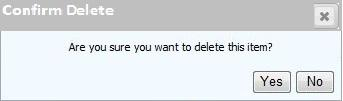 Confirm Delete
Are you sure you want to delete this item?
Yes No